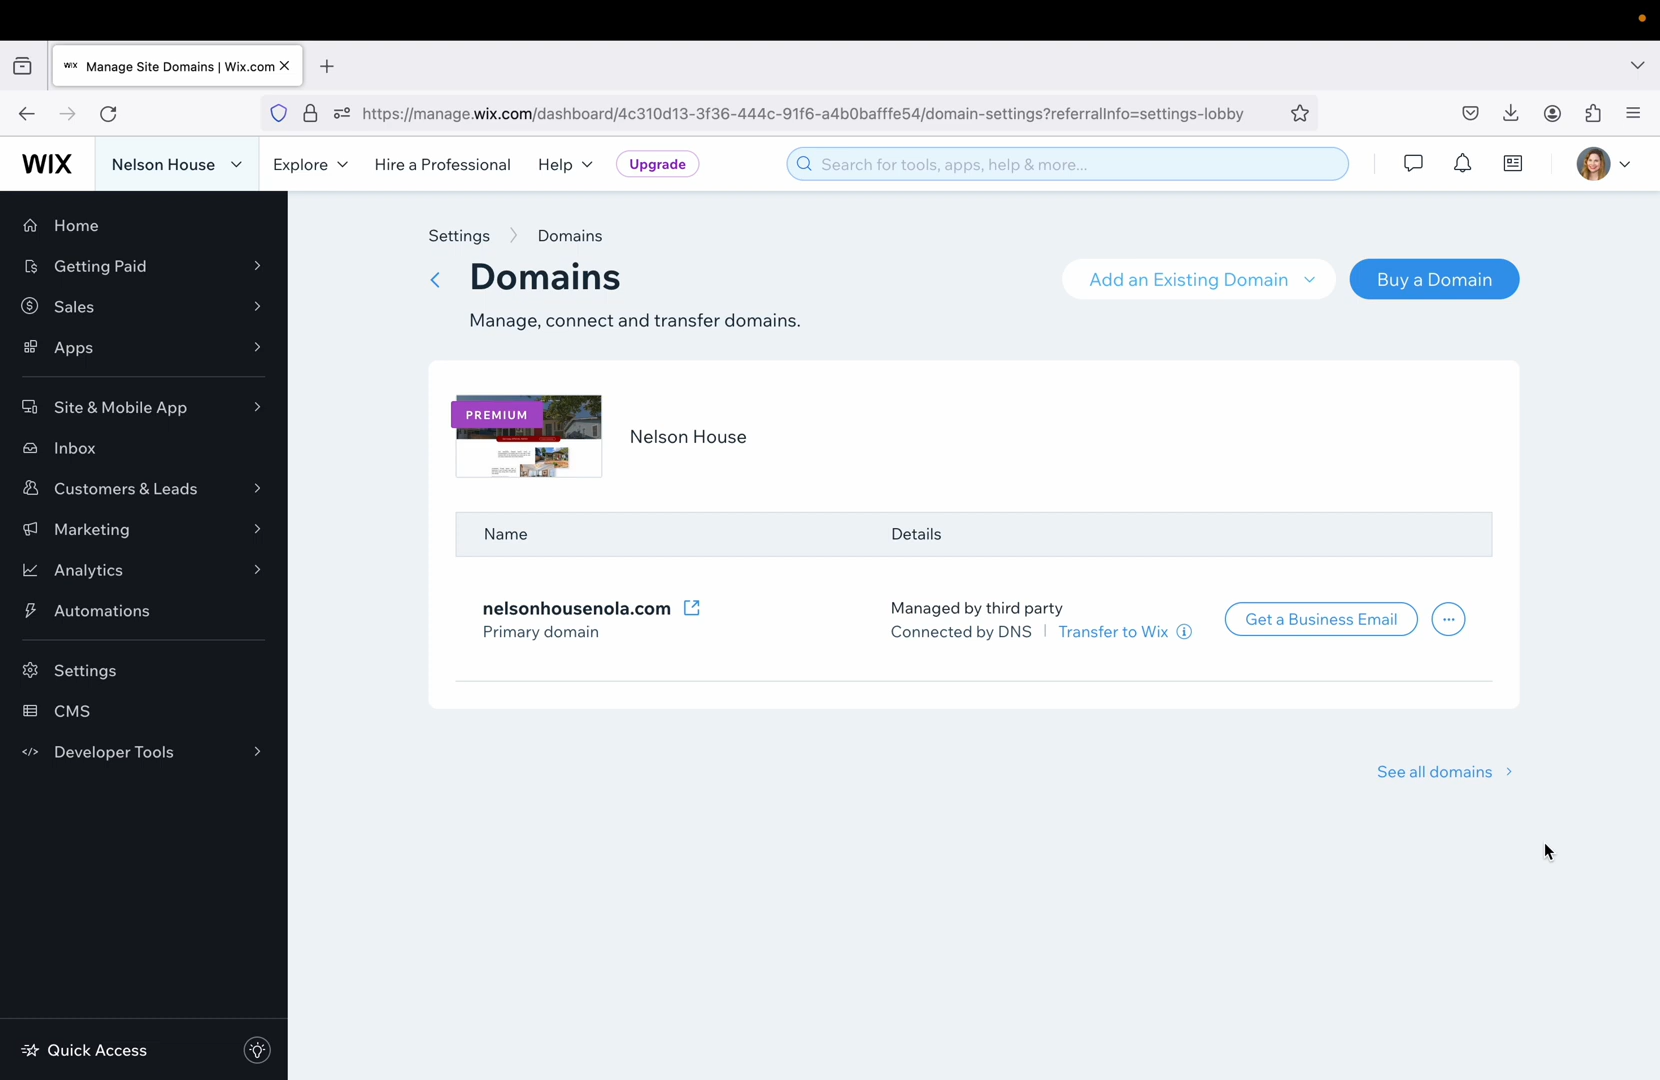 WIX Manage Site Domains | Wix.com
https://manage.wix.com/dashboard/4c310d13-3f36-444c-91f6-a4b0bafffe54/domain-settings?referralInfo=settings-lobby
WIX Nelson House Explore Hire a Professional Help Upgrade Search for tools, apps, help & more...
Home
Getting Paid
Sales
Apps
Site & Mobile App
Inbox
Customers & Leads
Marketing
Analytics
Automations
Settings
CMS
Developer Tools
Quick Access
Settings Domains
Domains
Manage, connect and transfer domains.
Add an Existing Domain Buy a Domain
PREMIUM
Nelson House
Name Details
nelsonhousenola.com
Primary domain
Managed by third party
Connected by DNS | Transfer to Wix
Get a Business Email
See all domains